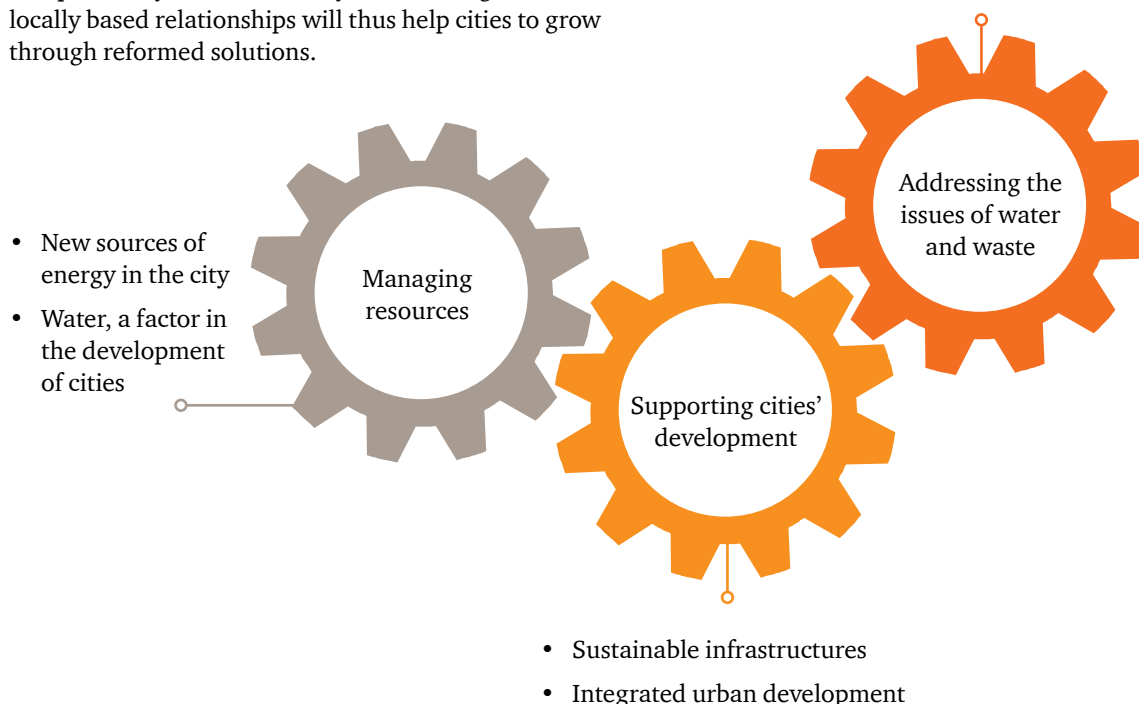 locally based relationships will thus help cities to grow
through reformed solutions.
Addressing the
issues of water
and waste
• New sources of
energy in the city
• Water, a factor in
the development
of cities
Managing
resources
Supporting cities’
development
• Sustainable infrastructures
• Integrated urban development